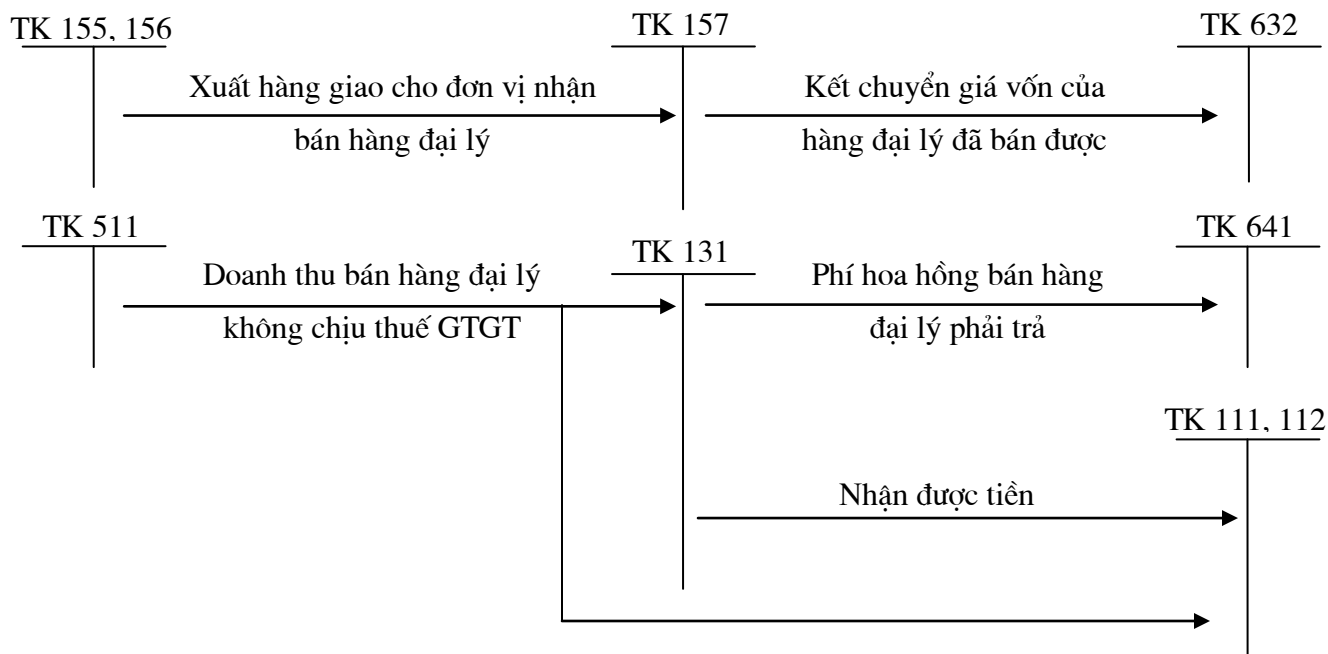 TK 155, 156
TK 157
TK 632
Xuất hàng giao cho đơn vị nhận
bán hàng đại lý
Kết chuyển giá vốn của
hàng đại lý đã bán được
TK 511
TK 131
TK 641
Doanh thu bán hàng đại lý
không chịu thuế GTGT
Phí hoa hồng bán hàng
đại lý phải trả
TK 111, 112
Nhận được tiền